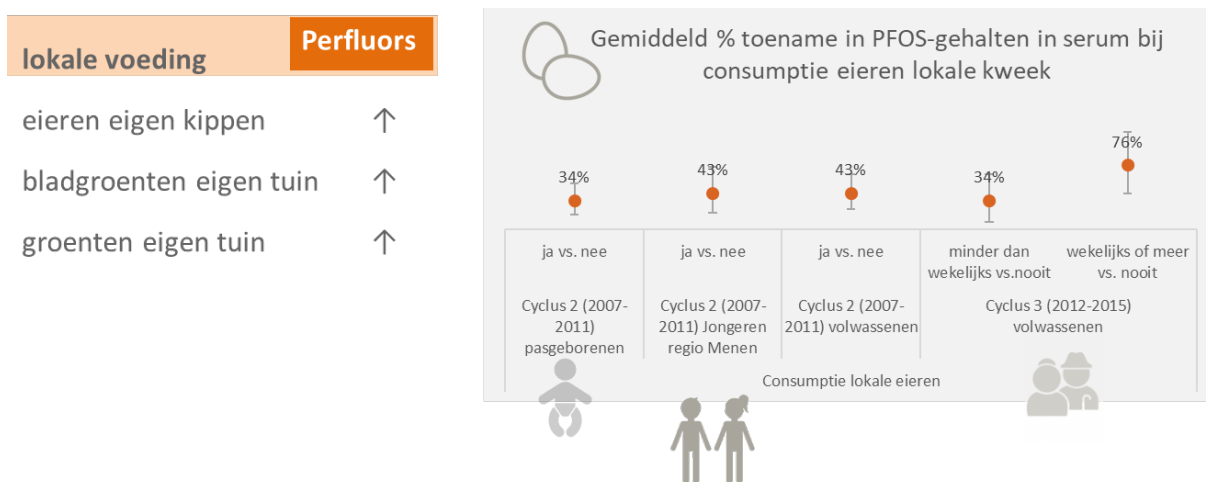 lokale voeding
Perfluors
eieren eigen kippen ↑
bladgroenten eigen tuin ↑
groenten eigen tuin ↑
Gemiddeld % toename in PFOS-gehalten in serum bij
consumptie eieren lokale kweek
34%
43%
43%
34%
76%
ja vs. nee
ja vs. nee
ja vs. nee
minder dan
wekelijks vs.nooit
wekelijks of meer
vs. nooit
Cyclus 2 (2007-
2011)
pasgeborenen
Cyclus 2 (2007-
2011) Jongeren
regio Menen
Cyclus 2 (2007-
2011) volwassenen
Cyclus 3 (2012-2015)
volwassenen
Consumptie lokale eieren